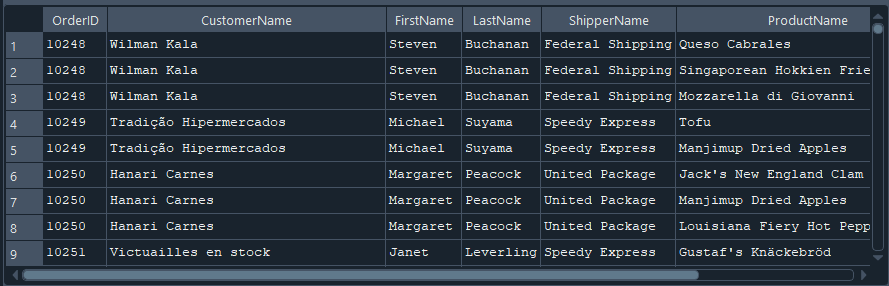 OrderID CustomerName FirstName LastName ShipperName ProductName
1 10248 Wilman Kala Steven Buchanan Federal Shipping Queso Cabrales
2 10248 Wilman Kala Steven Buchanan Federal Shipping Singaporean Hokkien Frie
3 10248 Wilman Kala Steven Buchanan Federal Shipping Mozzarella di Giovanni
4 10249 Tradição Hipermercados Michael Suyama Speedy Express Tofu
5 10249 Tradição Hipermercados Michael Suyama Speedy Express Manjimup Dried Apples
6 10250 Hanari Carnes Margaret Peacock United Package Jack's New England Clam
7 10250 Hanari Carnes Margaret Peacock United Package Manjimup Dried Apples
8 10250 Hanari Carnes Margaret Peacock United Package Louisiana Fiery Hot Pepp
9 10251 Victuailles en stock Janet Leverling Speedy Express Gustaf's Knäckebröd